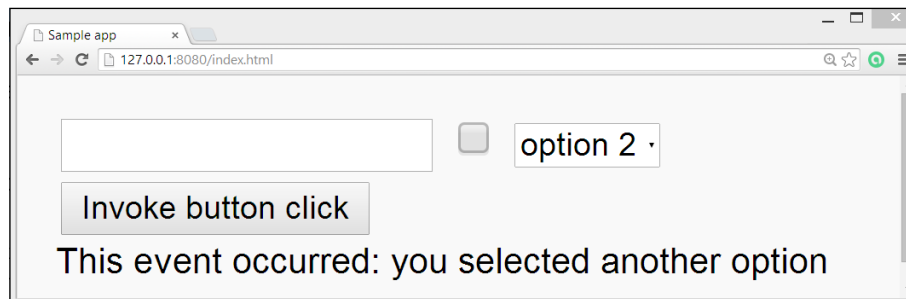 Sample app
127.0.0.1:8080/index.html
option 2
Invoke button click
This event occurred: you selected another option